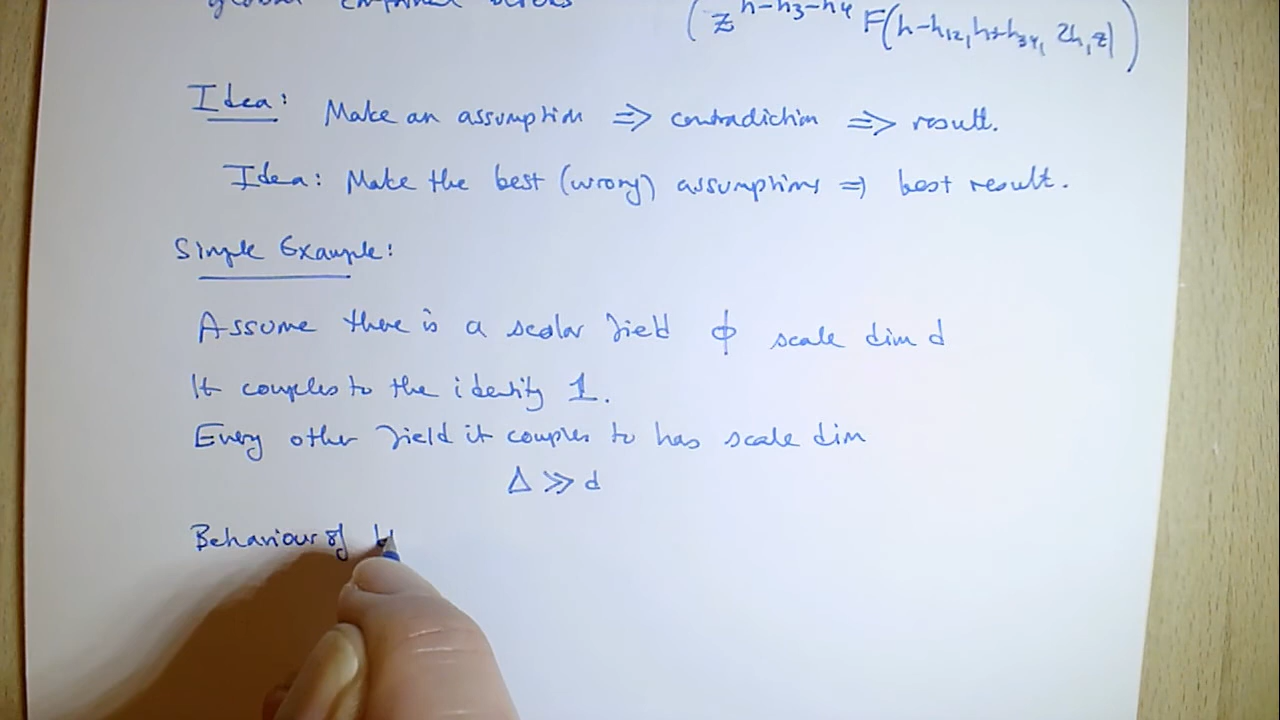 global
(z^{h-h_3-h_4} F(h-h_{12}, h+h_{34}, 2h, z))
Idea: Make an assumption => contradiction => result.
Idea: Make the best (wrong) assumptions => best result.
Simple Example:
Assume there is a scalar field ϕ scale dim d
It couples to the identity 1.
Every other field it couples to has scale dim
Δ ≫ d
Behaviour of